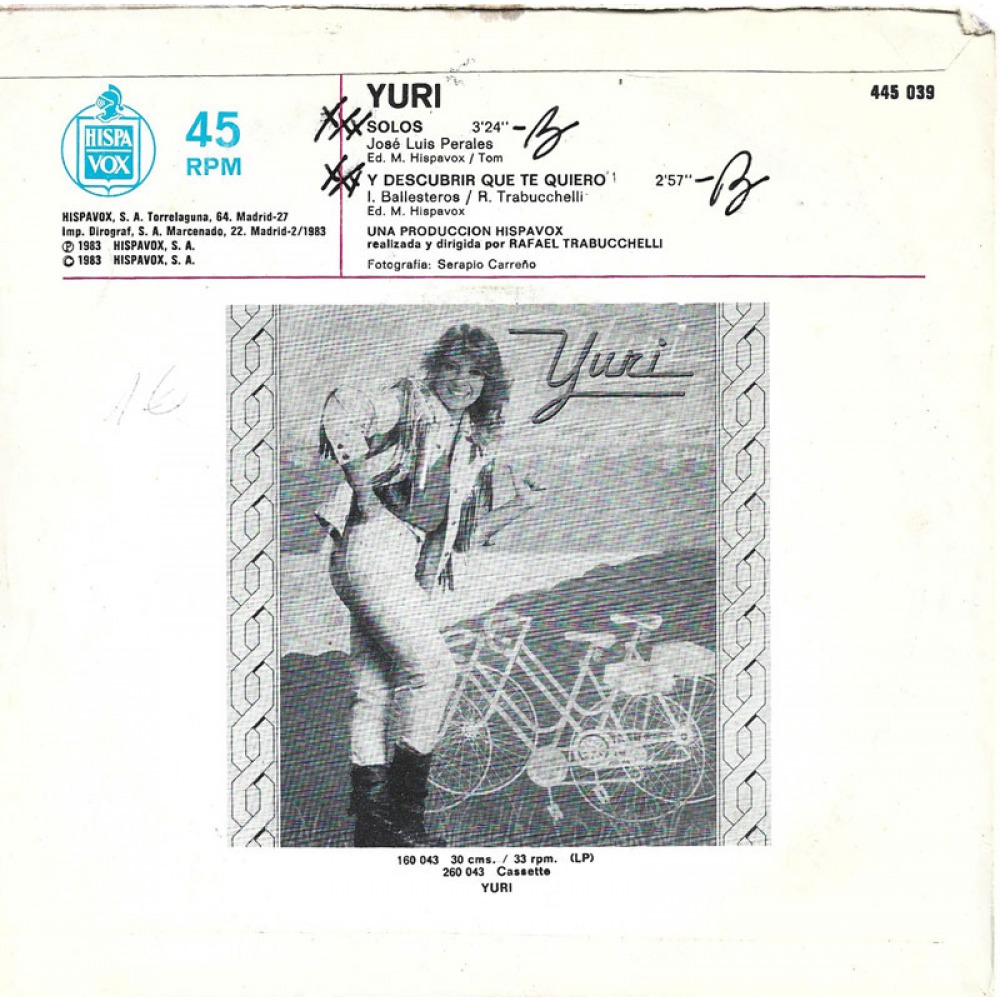 YURI
445 039
HISPA
VOX
45
RPM
XXX SOLOS 3'24" - B
José Luis Perales
Ed. M. Hispavox / Tom
XX Y DESCUBRIR QUE TE QUIERO 2'57" - B
I. Ballesteros / R. Trabucchelli
Ed. M. Hispavox
UNA PRODUCCION HISPAVOX
realizada y dirigida por RAFAEL TRABUCCHELLI
Fotografía: Serapio Carreño
HISPAVOX, S. A. Torrelaguna, 64. Madrid-27
Imp. Dirograf, S. A. Marcenado, 22. Madrid-2/1983
Ⓟ 1983 HISPAVOX, S. A.
© 1983 HISPAVOX, S. A.
1€
Yuri
160 043 30 cms. / 33 rpm. (LP)
260 043 Cassette
YURI